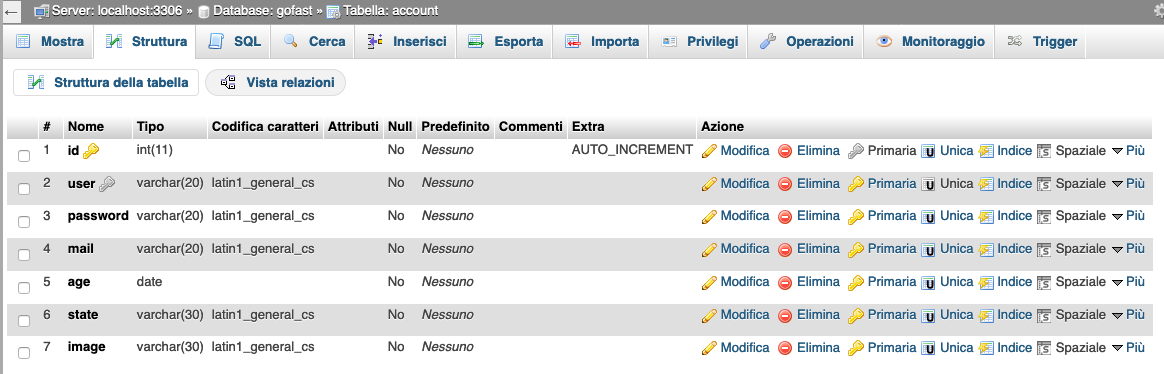 Server: localhost:3306 » Database: gofast » Tabella: account
Mostra Struttura SQL Cerca Inserisci Esporta Importa Privilegi Operazioni Monitoraggio Trigger
Struttura della tabella Vista relazioni
# Nome Tipo Codifica caratteri Attributi Null Predefinito Commenti Extra Azione
1 id int(11) No Nessuno AUTO_INCREMENT Modifica Elimina Primaria Unica Indice Spaziale Più
2 user varchar(20) latin1_general_cs No Nessuno Modifica Elimina Primaria Unica Indice Spaziale Più
3 password varchar(20) latin1_general_cs No Nessuno Modifica Elimina Primaria Unica Indice Spaziale Più
4 mail varchar(20) latin1_general_cs No Nessuno Modifica Elimina Primaria Unica Indice Spaziale Più
5 age date No Nessuno Modifica Elimina Primaria Unica Indice Spaziale Più
6 state varchar(30) latin1_general_cs No Nessuno Modifica Elimina Primaria Unica Indice Spaziale Più
7 image varchar(30) latin1_general_cs No Nessuno Modifica Elimina Primaria Unica Indice Spaziale Più